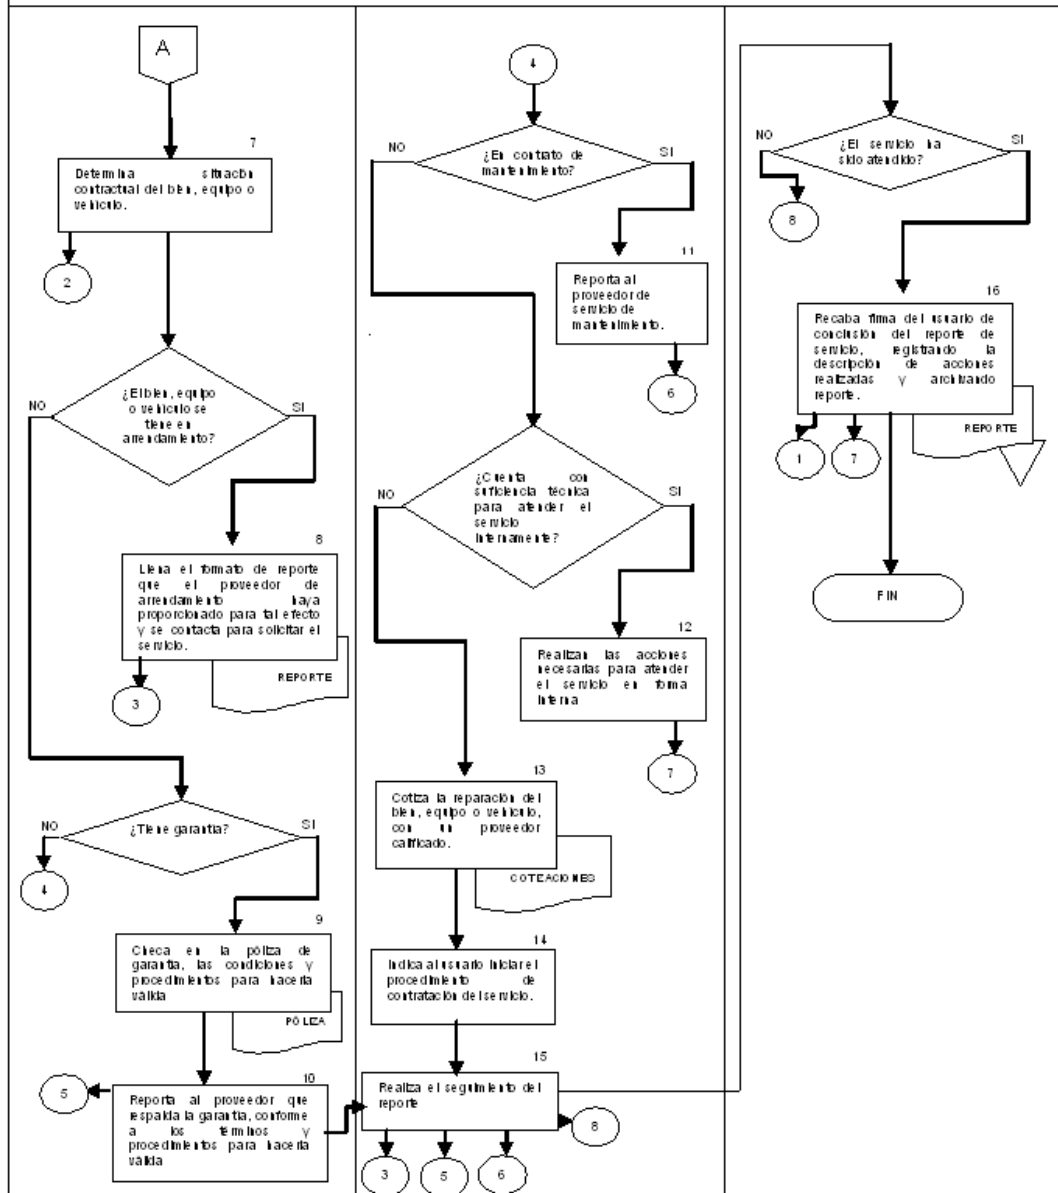 A
7
Determina situación
contractual del bien, equipo o
vehículo.
2
¿El bien, equipo
o vehículo se
tiene en
arrendamiento?
NO
SI
8
Llena el formato de reporte
que el proveedor de
arrendamiento haya
proporcionado para tal efecto
y se contacta para solicitar el
servicio.
REPORTE
3
¿Tiene garantía?
NO
SI
4
9
Checa en la póliza de
garantía, las condiciones y
procedimientos para hacerla
válida
PÓLIZA
10
Reporta al proveedor que
respalda la garantía, conforme
a los términos y
procedimientos para hacerla
válida
5
4
¿En contrato de
mantenimiento?
NO
SI
11
Reporta al
proveedor de
servicio de
mantenimiento.
6
¿Cuenta con
suficiencia técnica
para atender el
servicio
internamente?
NO
SI
12
Realizan las acciones
necesarias para atender
el servicio en forma
interna
7
13
Cotiza la reparación del
bien, equipo o vehículo,
con un proveedor
calificado.
COTEACIONES
14
Indica al usuario iniciar el
procedimiento de
contratación del servicio.
15
Realiza el seguimiento del
reporte
8
3
5
6
¿El servicio ha
sido atendido?
NO
SI
8
16
Recaba firma del usuario de
conclusión del reporte de
servicio, registrando la
descripción de acciones
realizadas y archivando
reporte.
REPORTE
1
7
FIN